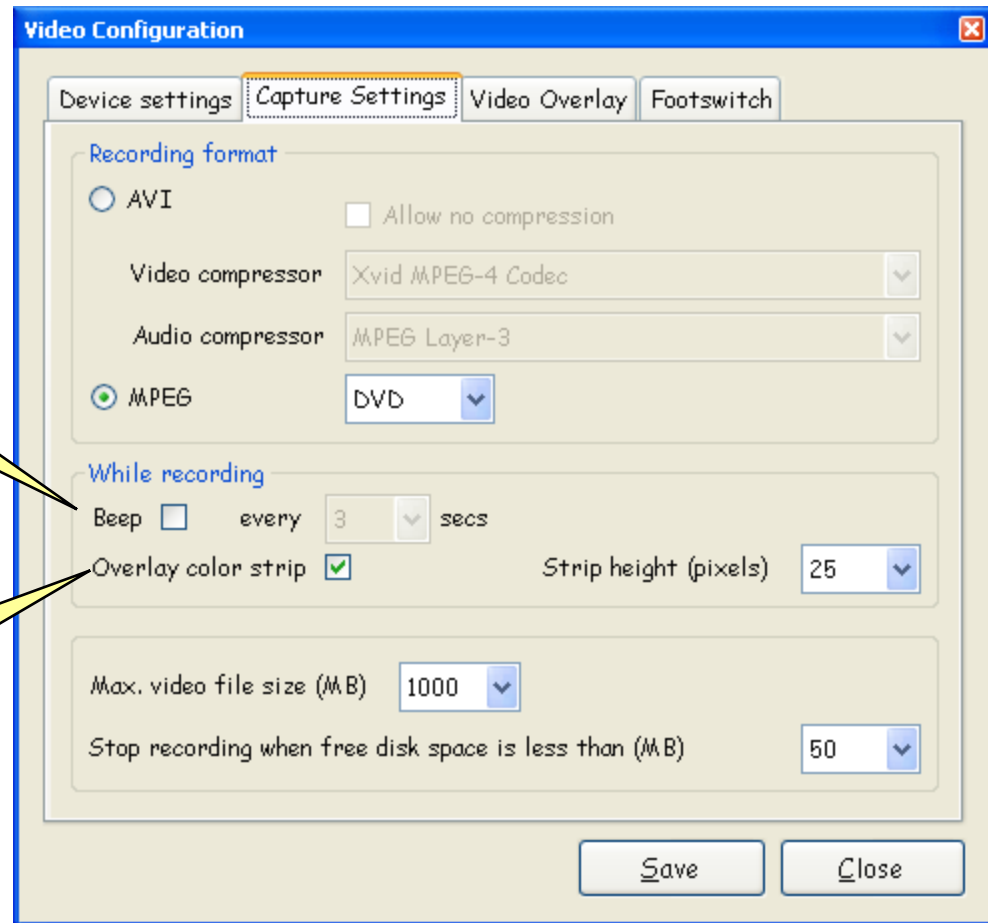 Video Configuration
Device settings Capture Settings Video Overlay Footswitch
Recording format
AVI
Allow no compression
Video compressor Xvid MPEG-4 Codec
Audio compressor MPEG Layer-3
MPEG DVD
While recording
Beep every 3 secs
Overlay color strip Strip height (pixels) 25
Max. video file size (MB) 1000
Stop recording when free disk space is less than (MB) 50
Save Close